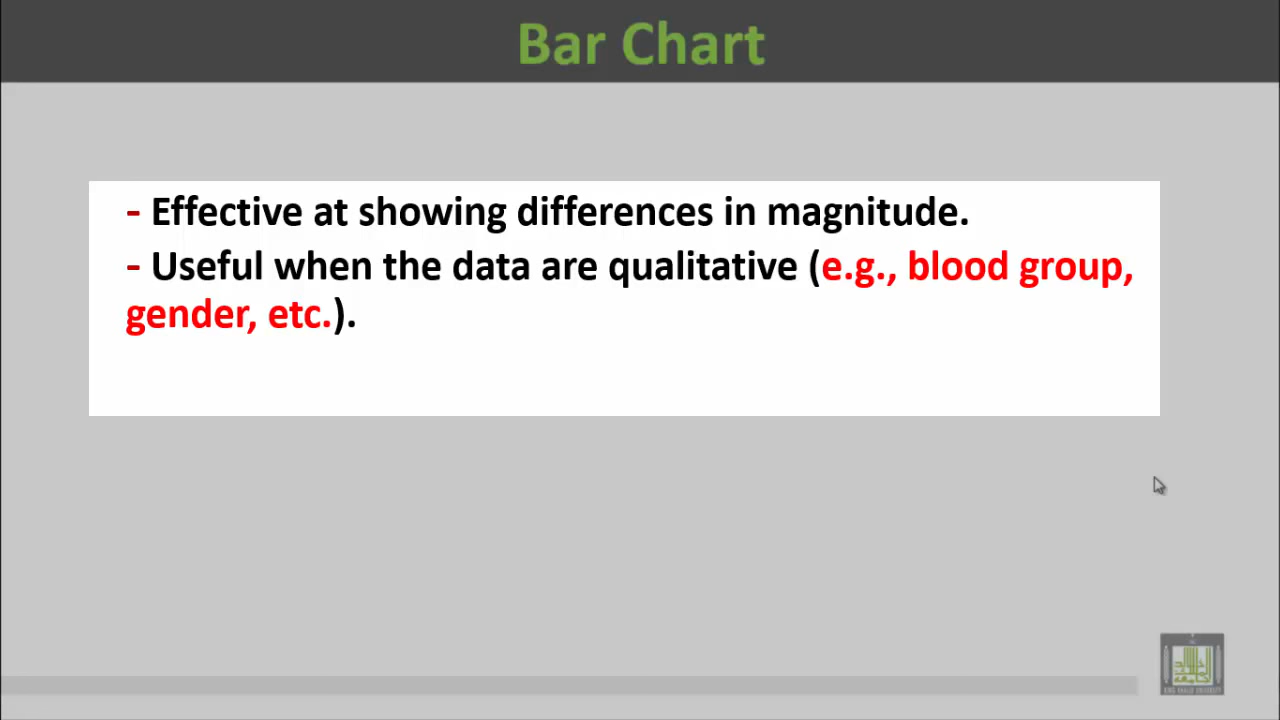 Bar Chart
- Effective at showing differences in magnitude.
- Useful when the data are qualitative (e.g., blood group,
gender, etc.).